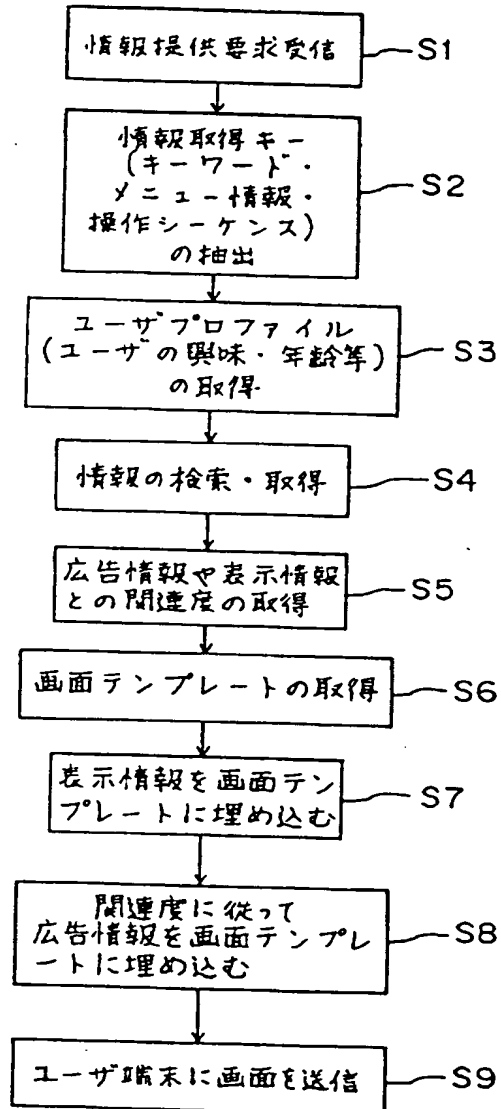 情報提供要求受信
S1
情報取得キー
(キーワード・
メニュー情報・
操作シーケンス)
の抽出
S2
ユーザプロファイル
(ユーザの興味・年齢等)
の取得
S3
情報の検索・取得
S4
広告情報や表示情報
との関連度の取得
S5
画面テンプレートの取得
S6
表示情報を画面テン
プレートに埋め込む
S7
関連度に従って
広告情報を画面テンプレ
ートに埋め込む
S8
ユーザ端末に画面を送信
S9